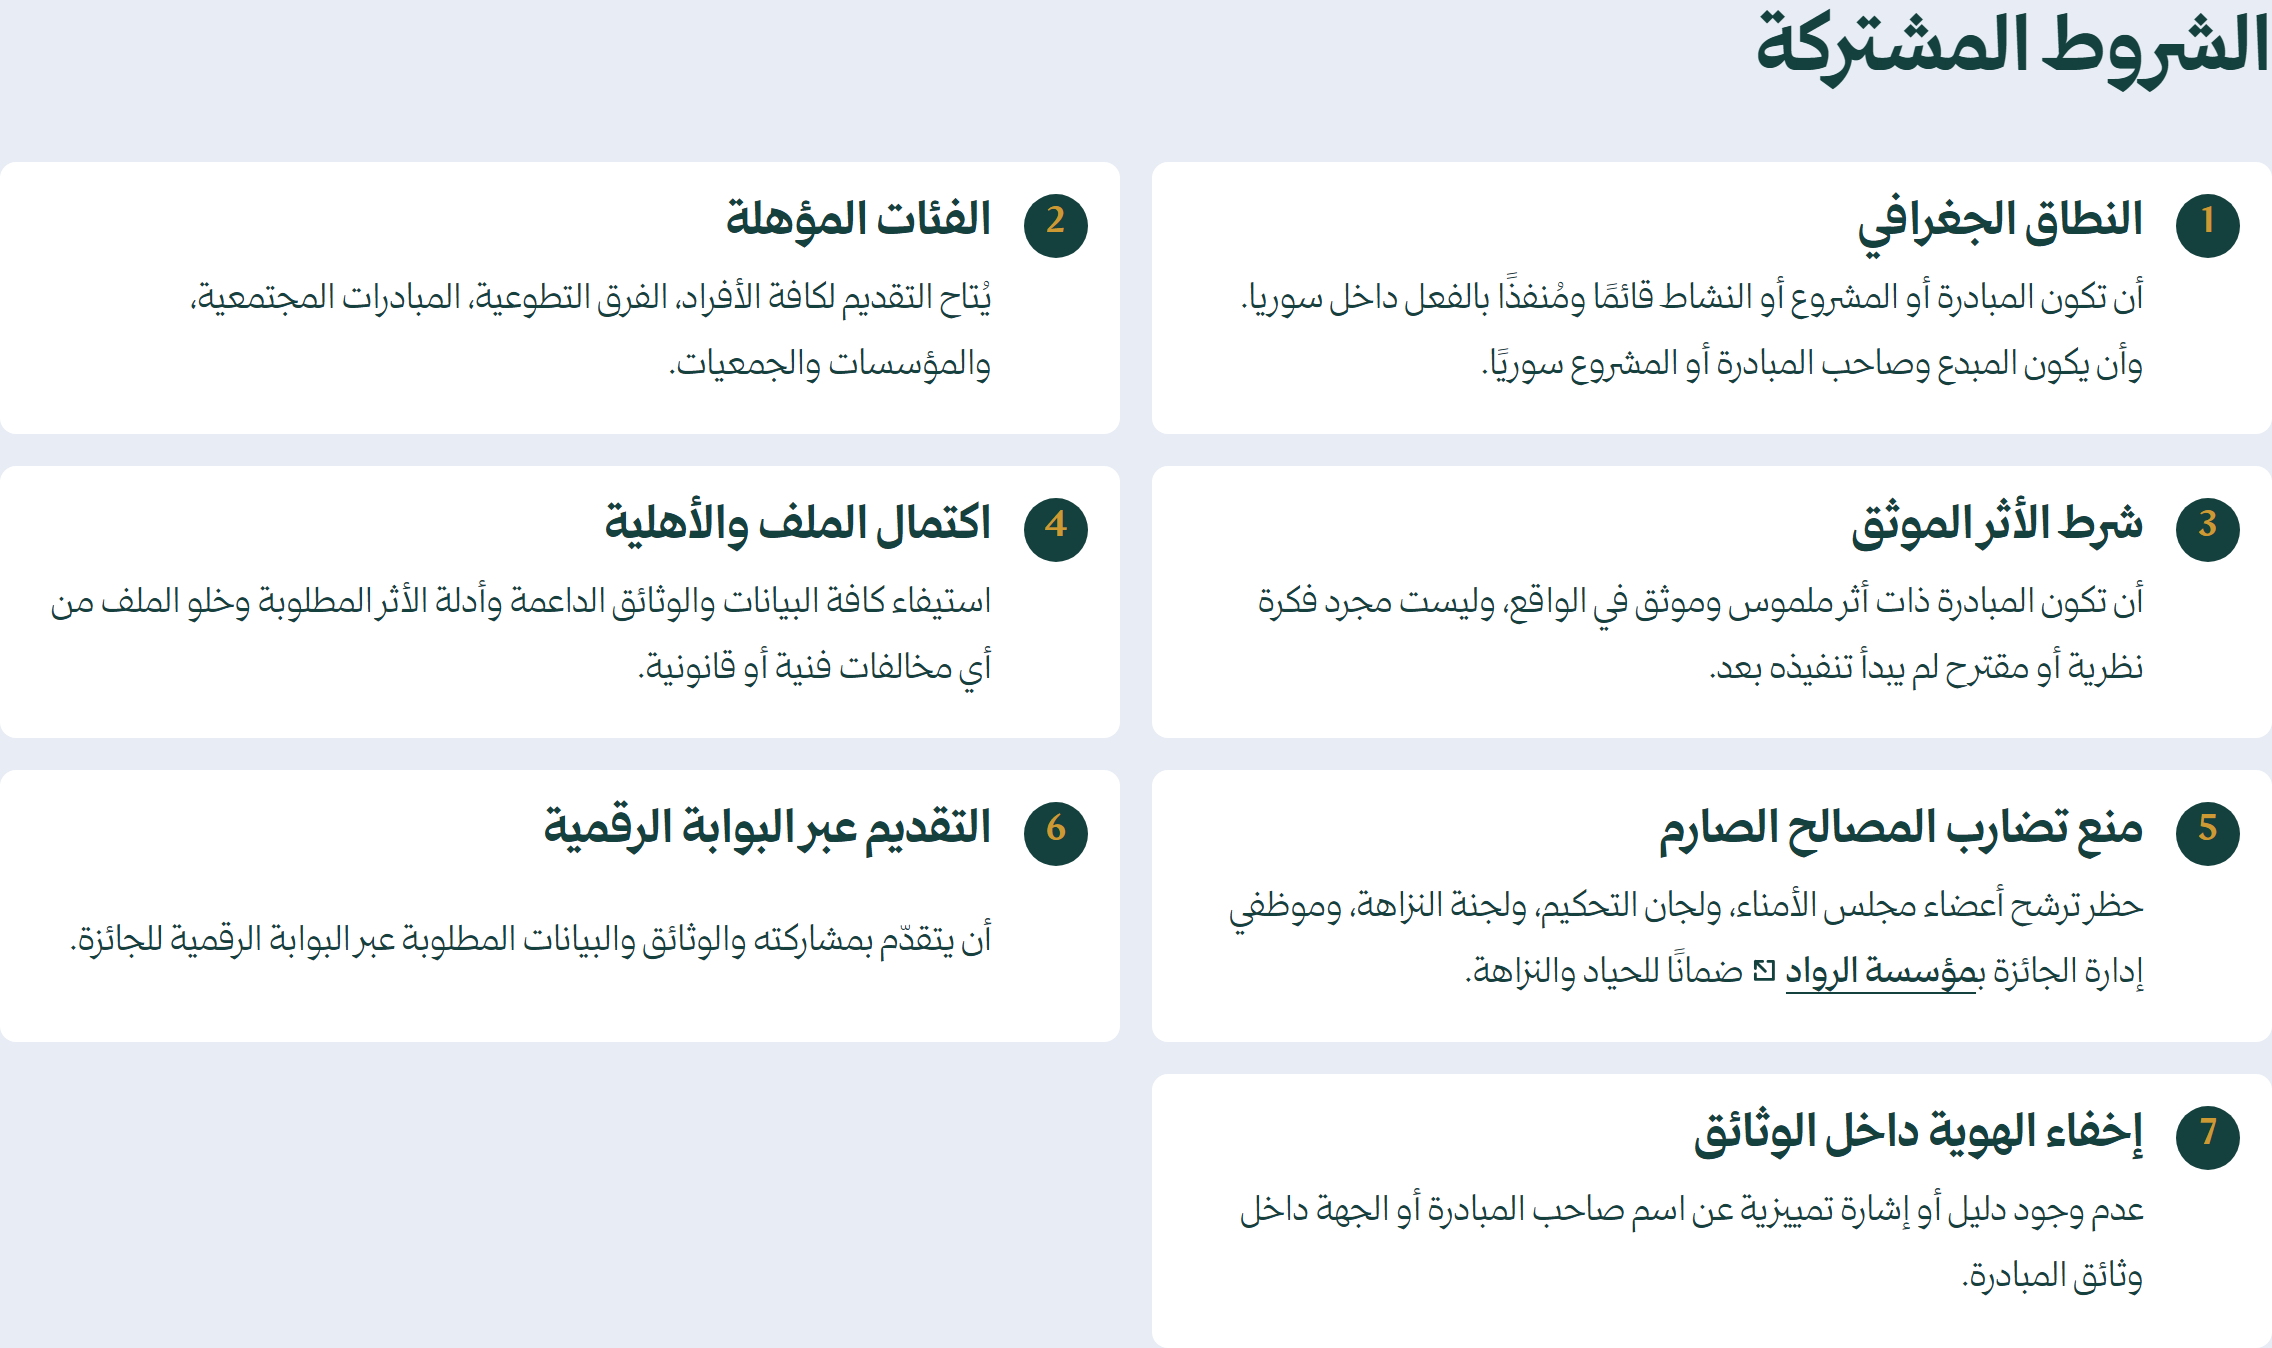 الشروط المشتركة
1
النطاق الجغرافي
أن تكون المبادرة أو المشروع أو النشاط قائمًا ومُنفذًا بالفعل داخل سوريا.
وأن يكون المبدع وصاحب المبادرة أو المشروع سوريًا.
2
الفئات المؤهلة
يُتاح التقديم لكافة الأفراد، الفرق التطوعية، المبادرات المجتمعية،
والمؤسسات والجمعيات.
3
شرط الأثر الموثق
أن تكون المبادرة ذات أثر ملموس وموثق في الواقع، وليست مجرد فكرة
نظرية أو مقترح لم يبدأ تنفيذه بعد.
4
اكتمال الملف والأهلية
استيفاء كافة البيانات والوثائق الداعمة وأدلة الأثر المطلوبة وخلو الملف من
أي مخالفات فنية أو قانونية.
5
منع تضارب المصالح الصارم
حظر ترشح أعضاء مجلس الأمناء، ولجان التحكيم، ولجنة النزاهة، وموظفي
إدارة الجائزة بمؤسسة الرواد ضمانًا للحياد والنزاهة.
6
التقديم عبر البوابة الرقمية
أن يتقدّم بمشاركته والوثائق والبيانات المطلوبة عبر البوابة الرقمية للجائزة.
7
إخفاء الهوية داخل الوثائق
عدم وجود دليل أو إشارة تمييزية عن اسم صاحب المبادرة أو الجهة داخل
وثائق المبادرة.